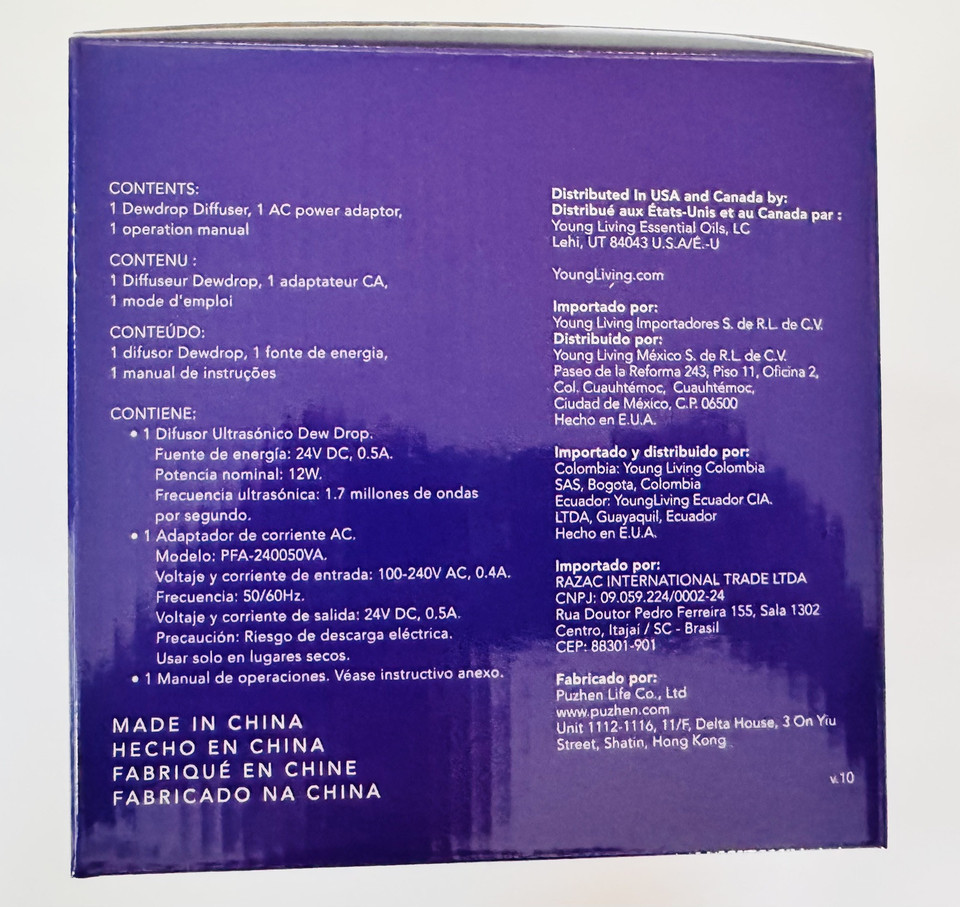 CONTENTS:
1 Dewdrop Diffuser, 1 AC power adaptor,
1 operation manual
CONTENU :
1 Diffuseur Dewdrop, 1 adaptateur CA,
1 mode d'emploi
CONTEÚDO:
1 difusor Dewdrop, 1 fonte de energia,
1 manual de instruções
CONTIENE:
• 1 Difusor Ultrasónico Dew Drop.
Fuente de energía: 24V DC, 0.5A.
Potencia nominal: 12W.
Frecuencia ultrasónica: 1.7 millones de ondas
por segundo.
• 1 Adaptador de corriente AC.
Modelo: PFA-240050VA.
Voltaje y corriente de entrada: 100-240V AC, 0.4A.
Frecuencia: 50/60Hz.
Voltaje y corriente de salida: 24V DC, 0.5A.
Precaución: Riesgo de descarga eléctrica.
Usar solo en lugares secos.
• 1 Manual de operaciones. Véase instructivo anexo.
MADE IN CHINA
HECHO EN CHINA
FABRIQUÉ EN CHINE
FABRICADO NA CHINA
Distributed In USA and Canada by:
Distribué aux États-Unis et au Canada par :
Young Living Essential Oils, LC
Lehi, UT 84043 U.S.A/É.-U
YoungLiving.com
Importado por:
Young Living Importadores S. de R.L. de C.V.
Distribuido por:
Young Living México S. de R.L. de C.V.
Paseo de la Reforma 243, Piso 11, Oficina 2,
Col. Cuauhtémoc, Cuauhtémoc,
Ciudad de México, C.P. 06500
Hecho en E.U.A.
Importado y distribuido por:
Colombia: Young Living Colombia
SAS, Bogota, Colombia
Ecuador: YoungLiving Ecuador CIA.
LTDA, Guayaquil, Ecuador
Hecho en E.U.A.
Importado por:
RAZAC INTERNATIONAL TRADE LTDA
CNPJ: 09.059.224/0002-24
Rua Doutor Pedro Ferreira 155, Sala 1302
Centro, Itajaí / SC - Brasil
CEP: 88301-901
Fabricado por:
Puzhen Life Co., Ltd
www.puzhen.com
Unit 1112-1116, 11/F, Delta House, 3 On Yiu
Street, Shatin, Hong Kong
v.10